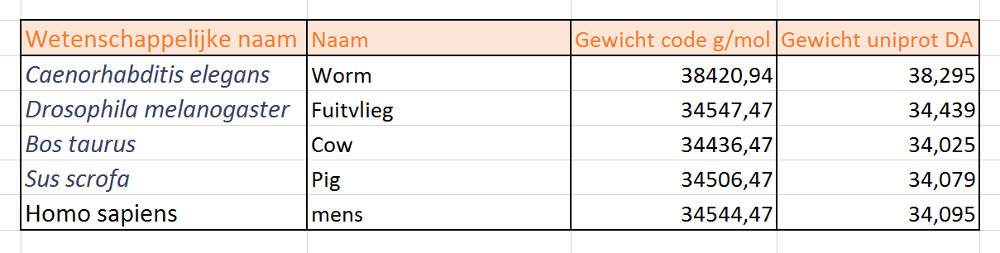 Wetenschappelijke naam Naam Gewicht code g/mol Gewicht uniprot DA
Caenorhabditis elegans Worm 38420,94 38,295
Drosophila melanogaster Fuitvlieg 34547,47 34,439
Bos taurus Cow 34436,47 34,025
Sus scrofa Pig 34506,47 34,079
Homo sapiens mens 34544,47 34,095